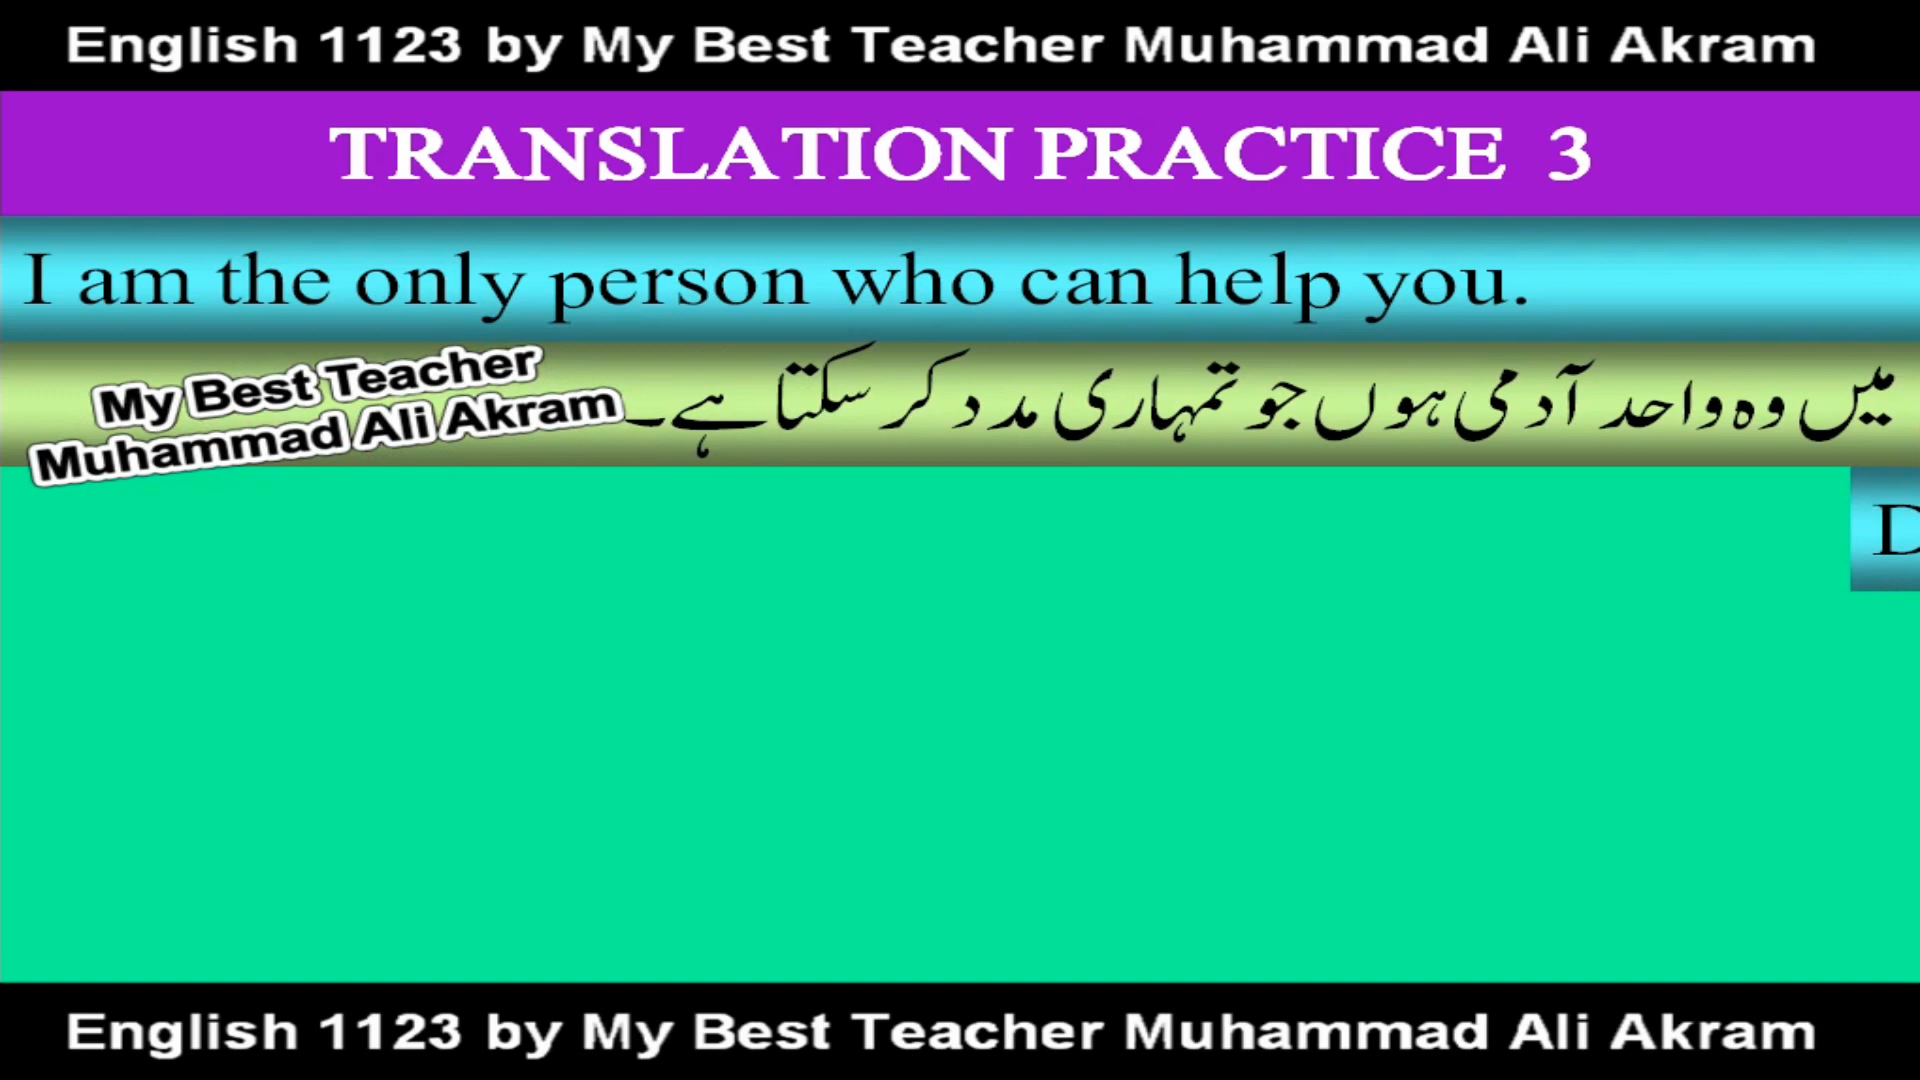 English 1123 by My Best Teacher Muhammad Ali Akram
TRANSLATION PRACTICE 3
I am the only person who can help you.
میں وہ واحد آدمی ہوں جو تمہاری مدد کر سکتا ہے۔
My Best Teacher
Muhammad Ali Akram
D
English 1123 by My Best Teacher Muhammad Ali Akram